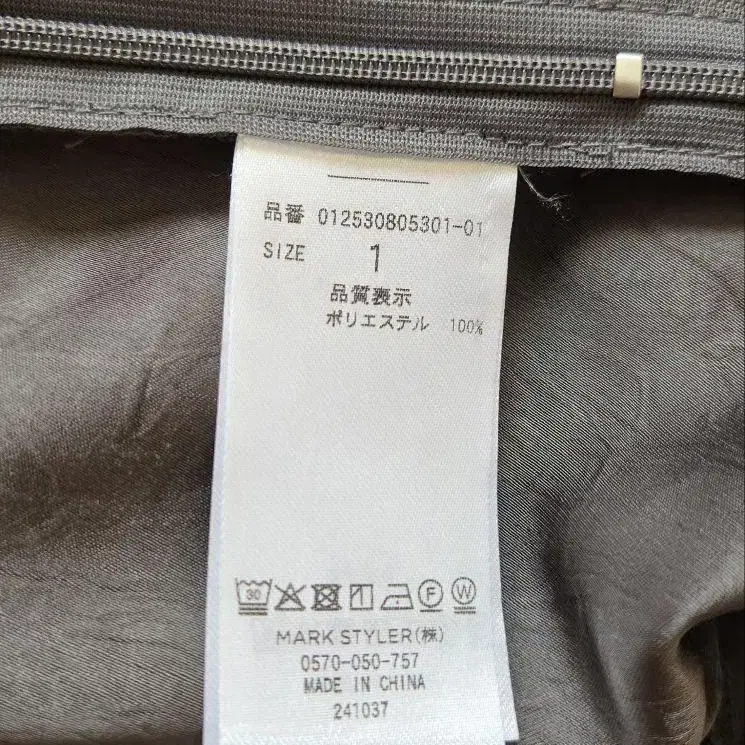 品番 012530805301-01
SIZE 1
品質表示
ポリエステル 100%
30 F W
MARK STYLER(株)
0570-050-757
MADE IN CHINA
241037